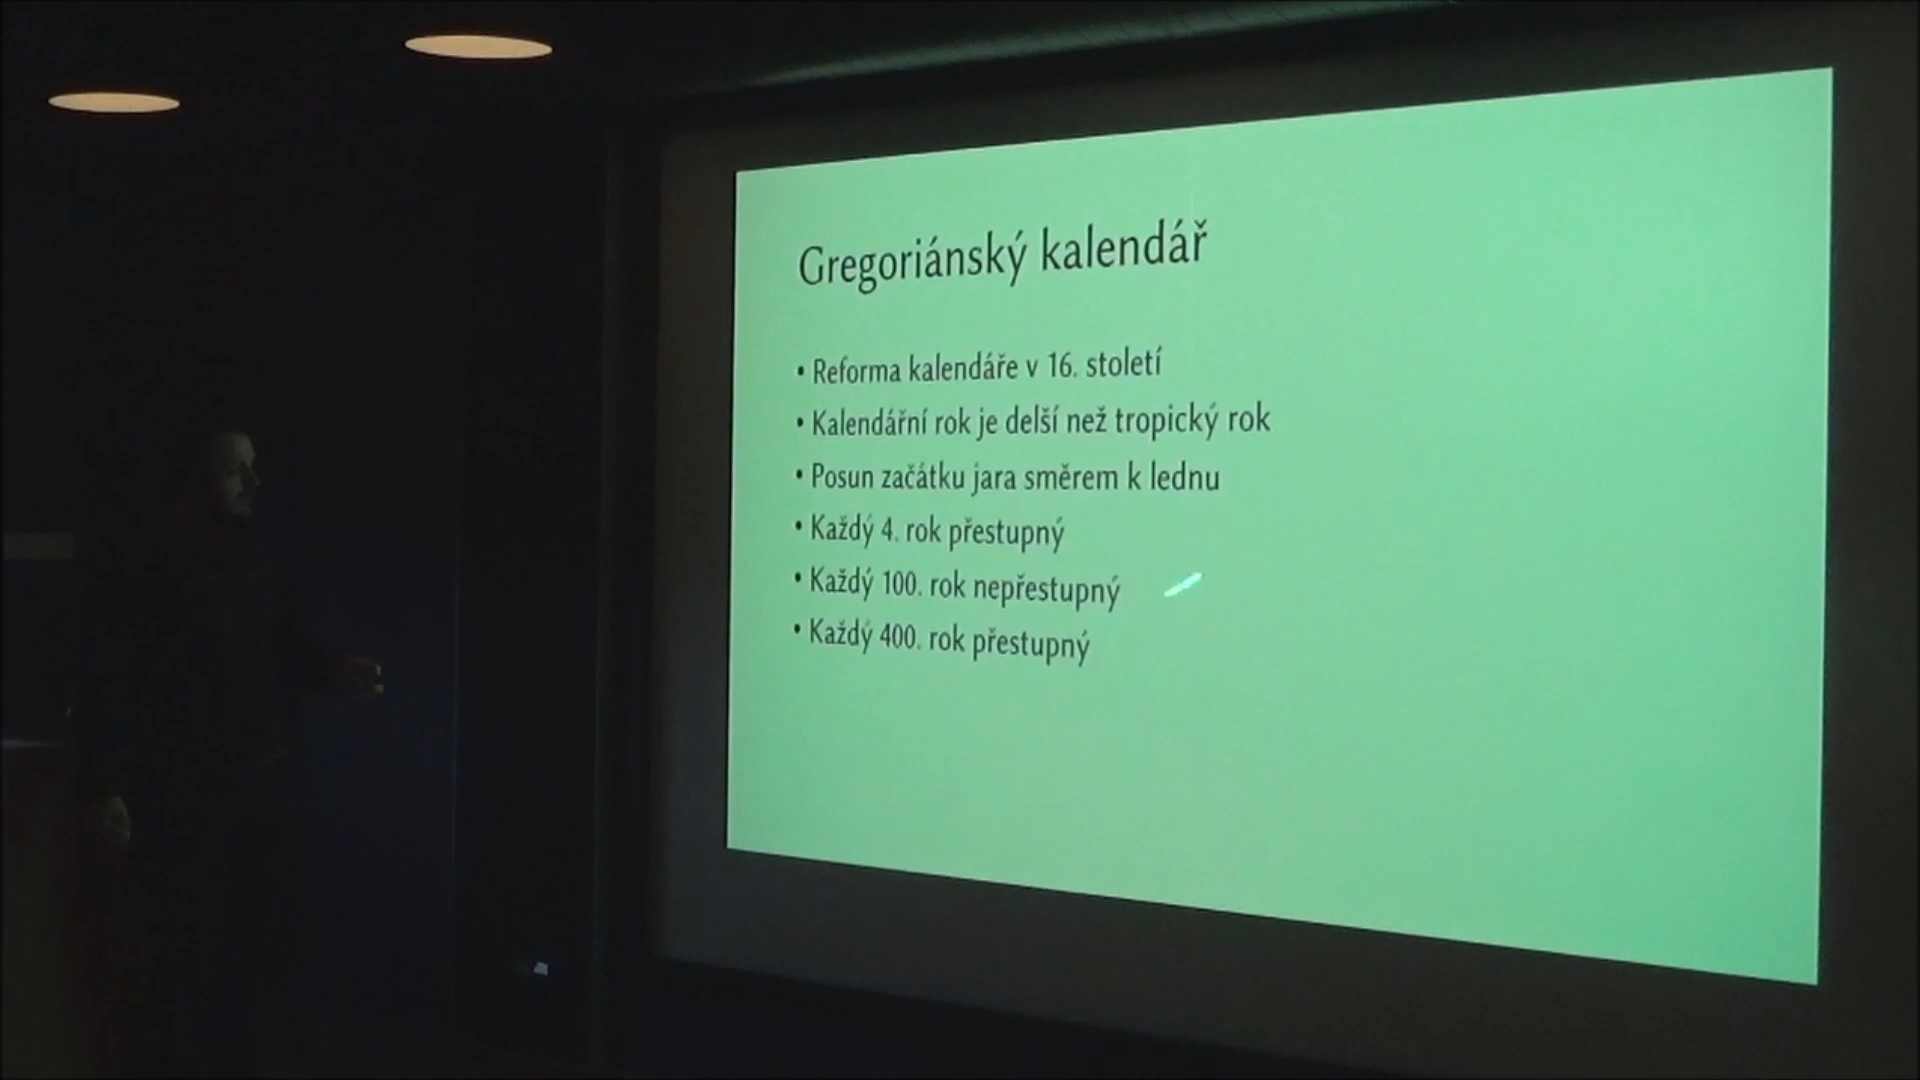 Gregoriánský kalendář
• Reforma kalendáře v 16. století
• Kalendářní rok je delší než tropický rok
• Posun začátku jara směrem k lednu
• Každý 4. rok přestupný
• Každý 100. rok nepřestupný
• Každý 400. rok přestupný